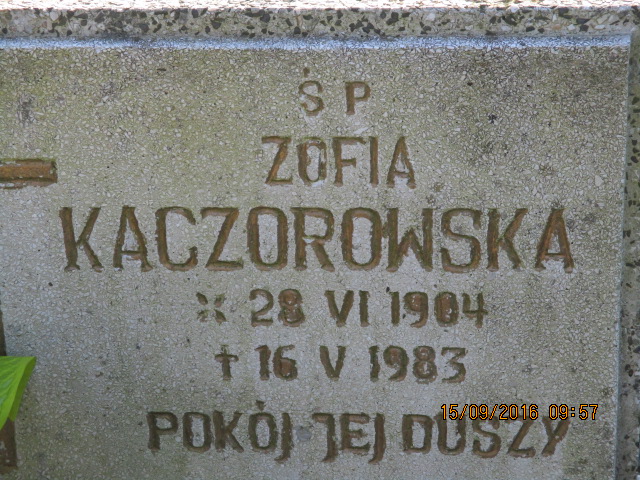 ŚP
ZOFIA
KACZOROWSKA
* 28 VI 1904
† 16 V 1983
POKÓJ JEJ DUSZY
15/09/2016 09:57